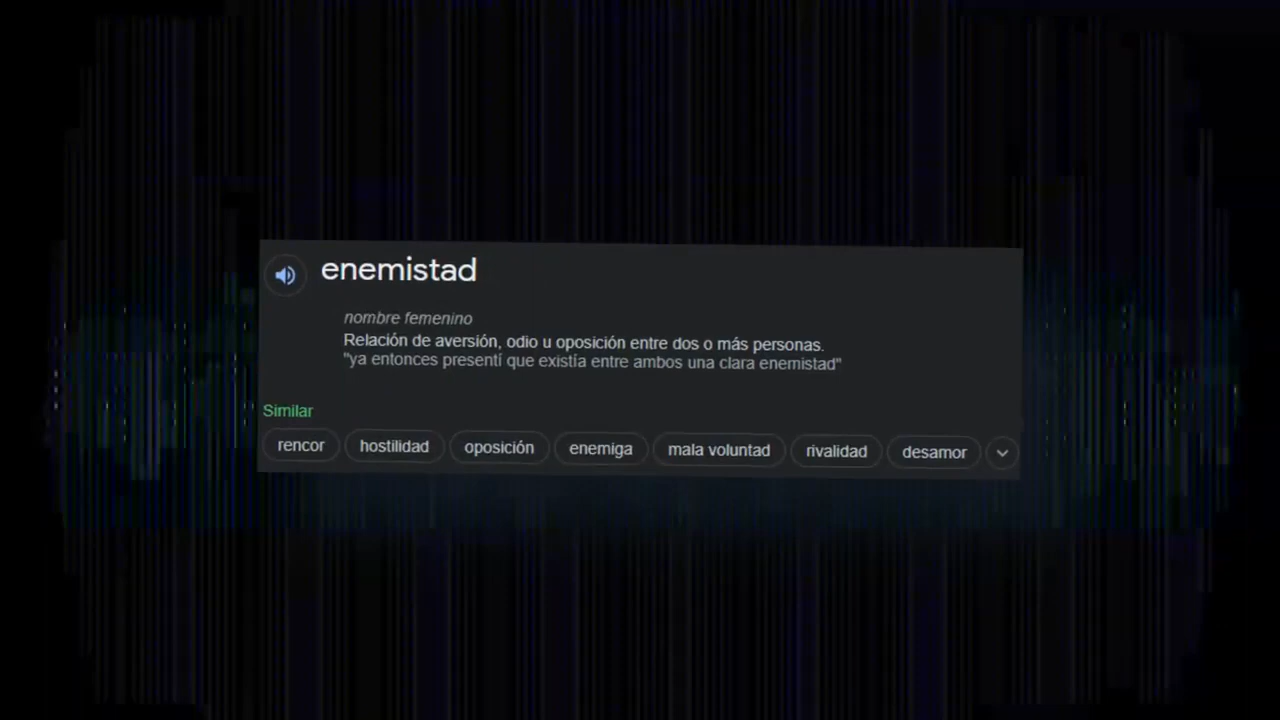 enemistad
nombre femenino
Relación de aversión, odio u oposición entre dos o más personas.
"ya entonces presentí que existía entre ambos una clara enemistad"
Similar
rencor hostilidad oposición enemiga mala voluntad rivalidad desamor